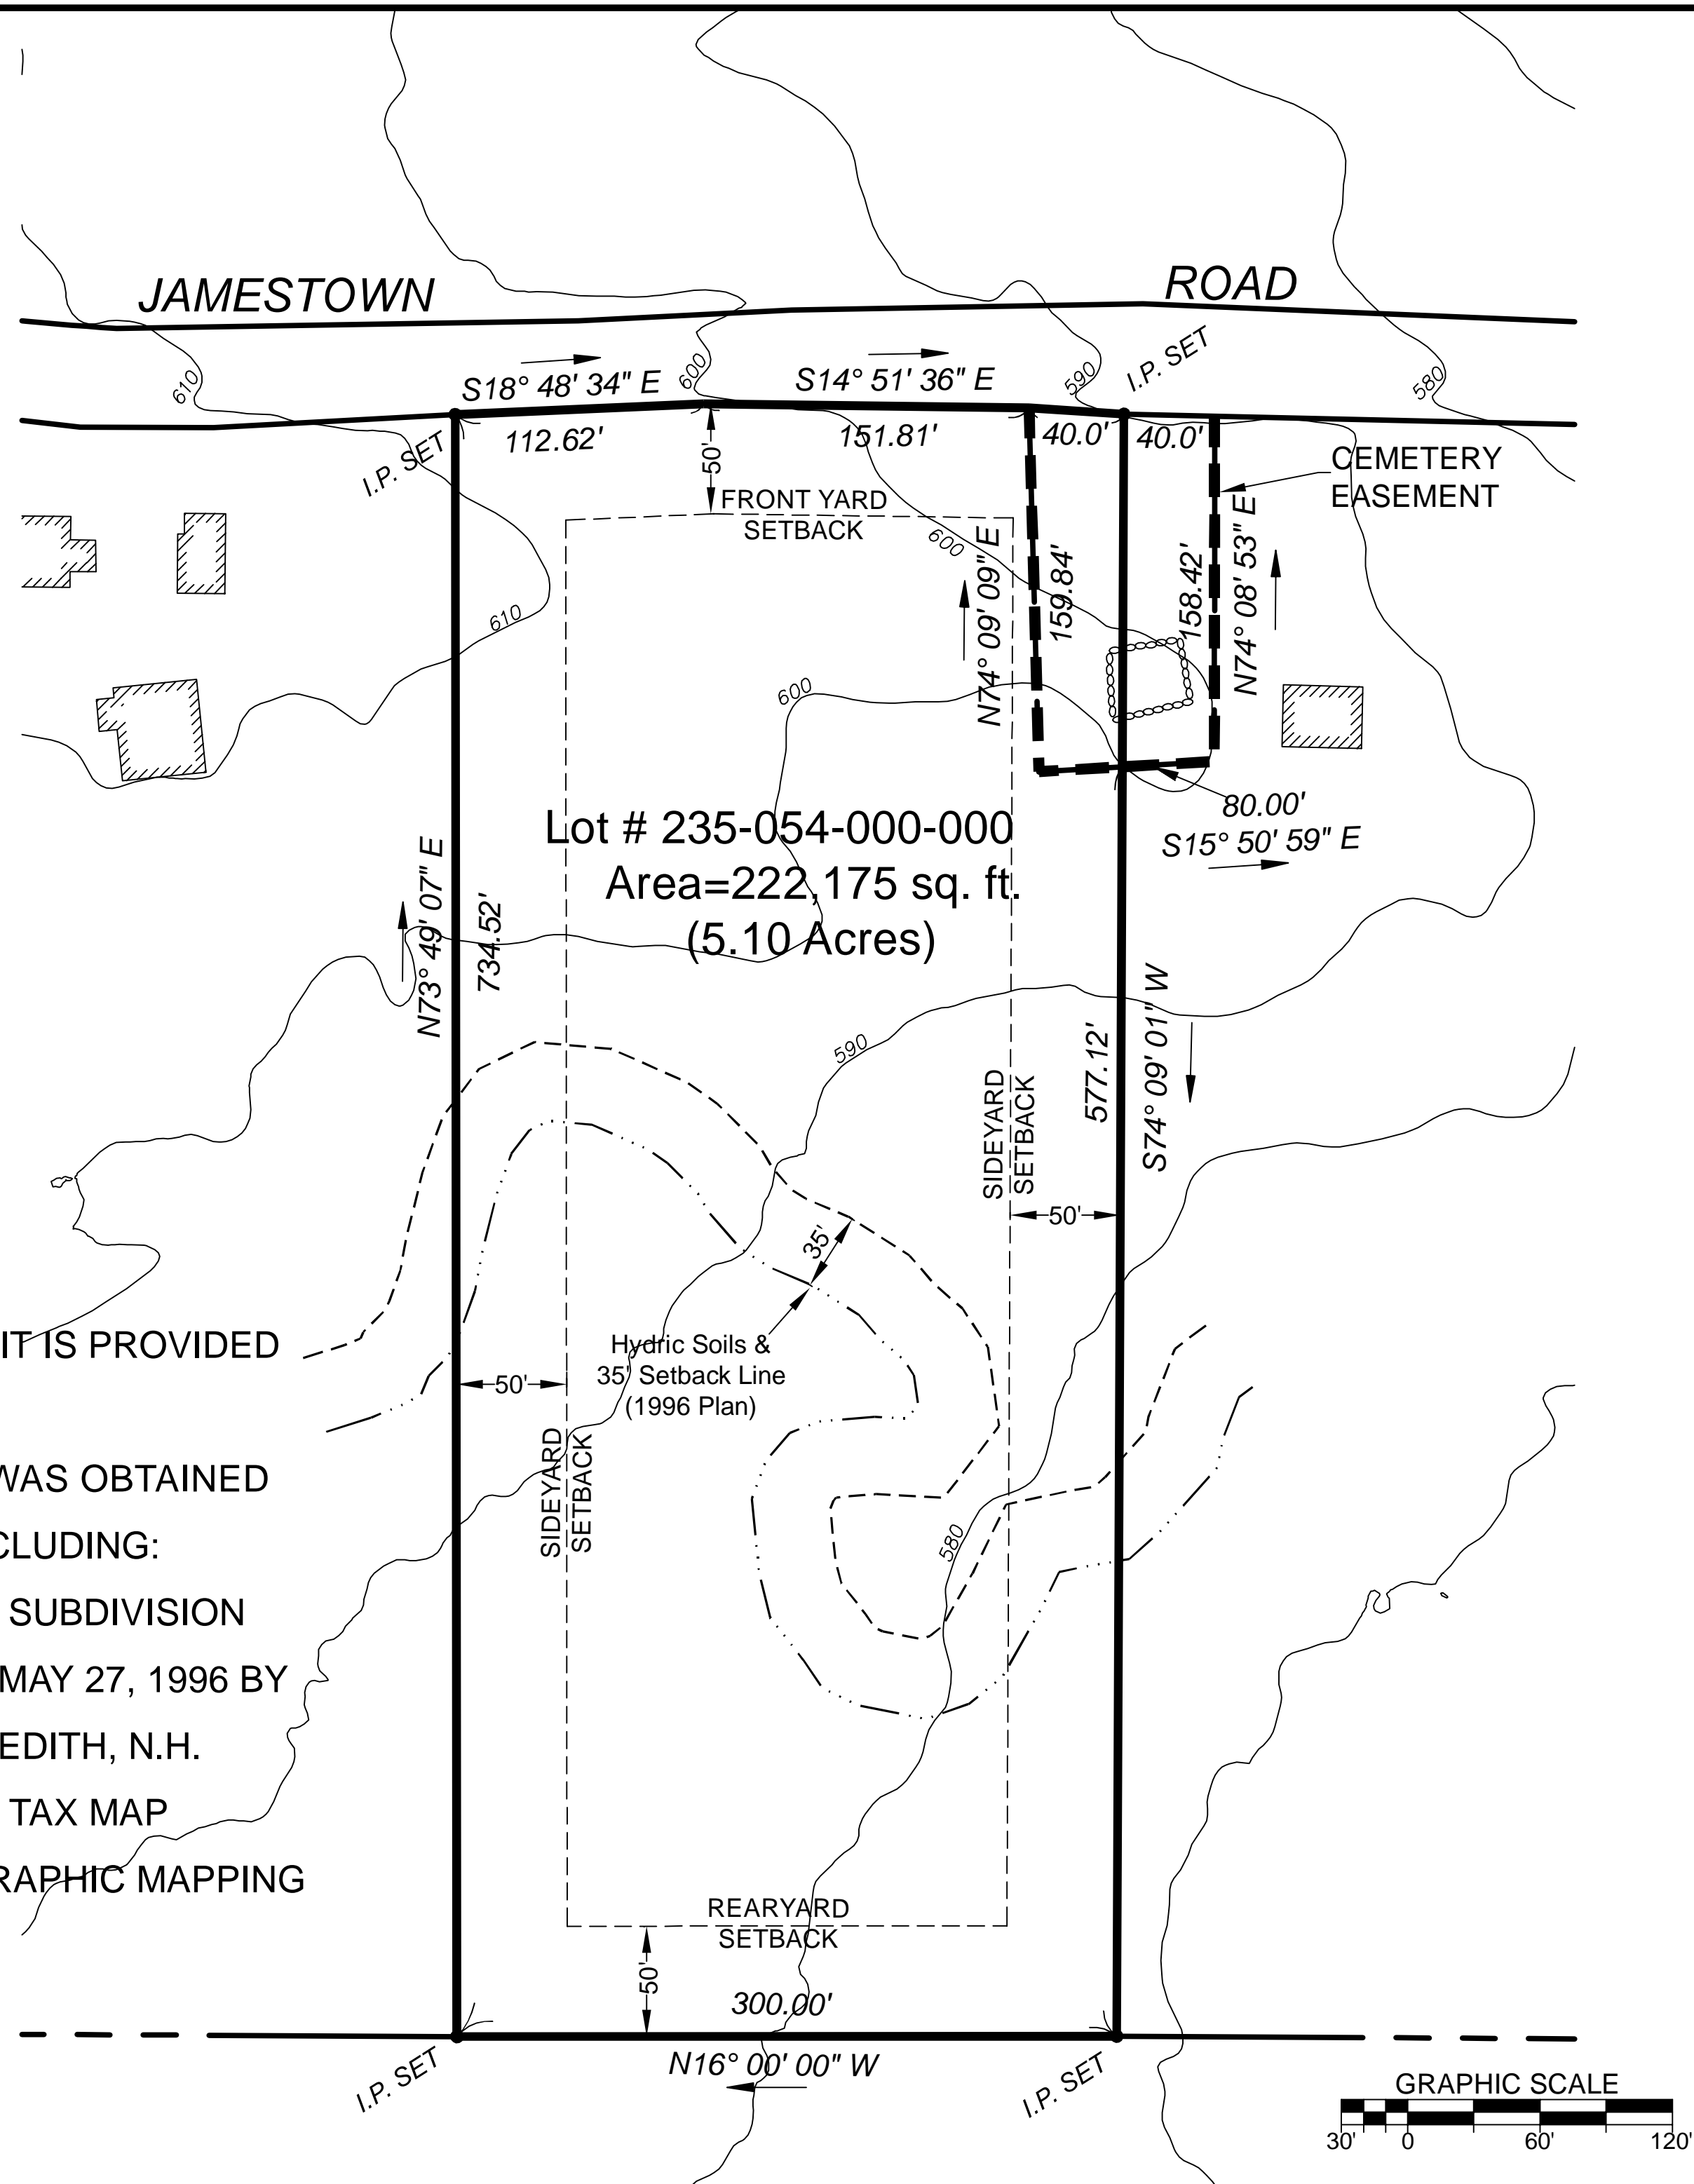 JAMESTOWN ROAD
I.P. SET
S18° 48' 34" E
600
S14° 51' 36" E
590
580
610
112.62'
151.81'
40.0'
40.0'
I.P. SET
50'
CEMETERY
EASEMENT
FRONT YARD
SETBACK
600
N74° 09' 09" E
159.84'
158.42'
N74° 08' 53" E
610
600
80.00'
S15° 50' 59" E
Lot # 235-054-000-000
Area=222,175 sq. ft.
(5.10 Acres)
N73° 49' 07" E
734.52'
590
577.12'
S74° 09' 01" W
SIDEYARD
SETBACK
50'
35'
Hydric Soils &
35' Setback Line
(1996 Plan)
50'
SIDEYARD
SETBACK
580
IT IS PROVIDED
WAS OBTAINED
CLUDING:
SUBDIVISION
MAY 27, 1996 BY
EDITH, N.H.
TAX MAP
RAPHIC MAPPING
REARYARD
SETBACK
50'
300.00'
N16° 00' 00" W
I.P. SET
I.P. SET
GRAPHIC SCALE
30' 0 60' 120'